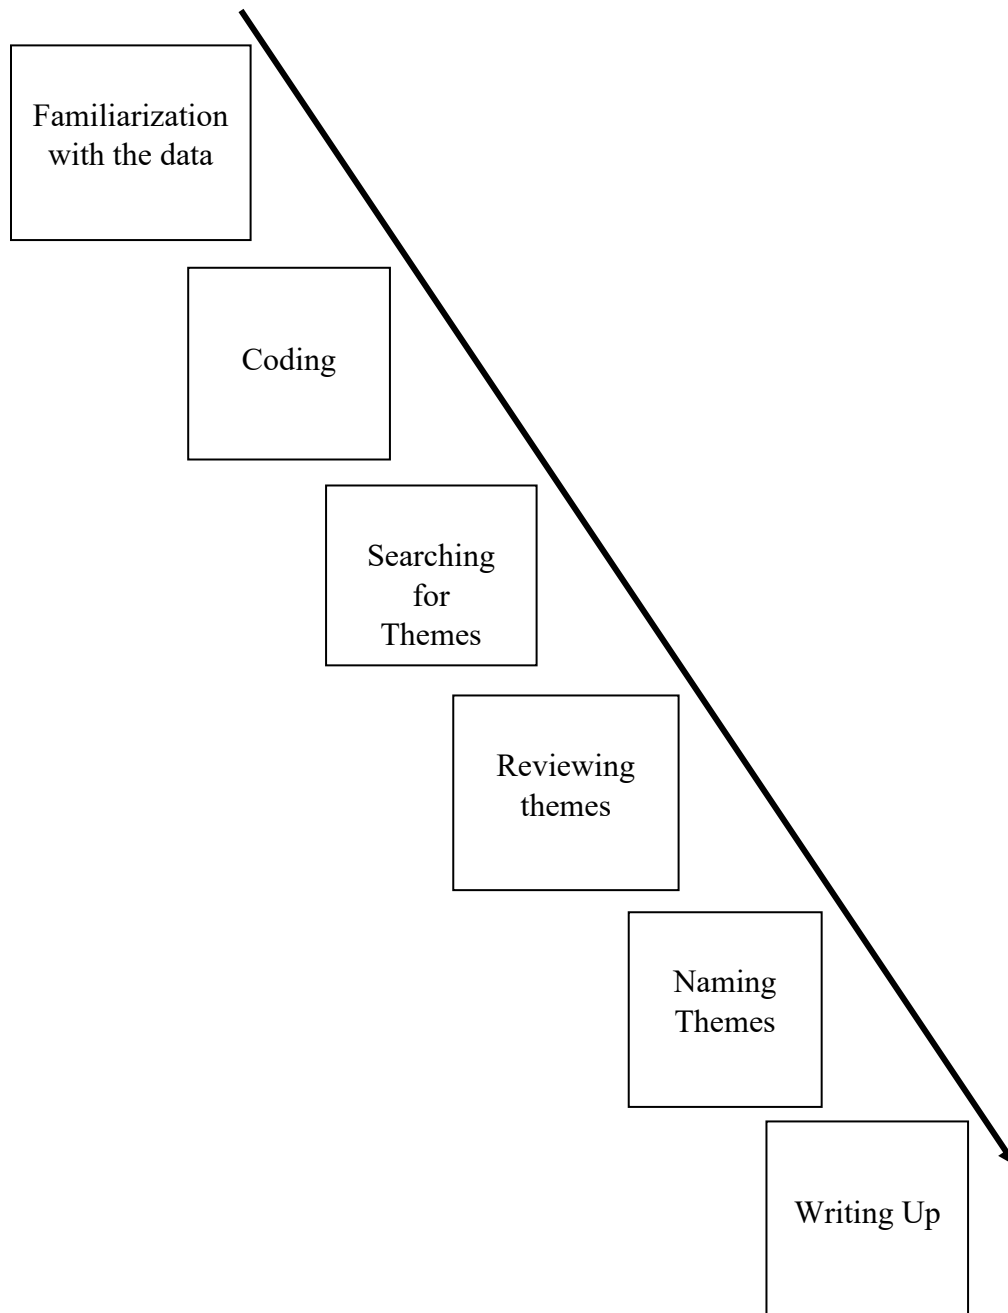 Familiarization
with the data
Coding
Searching
for
Themes
Reviewing
themes
Naming
Themes
Writing Up